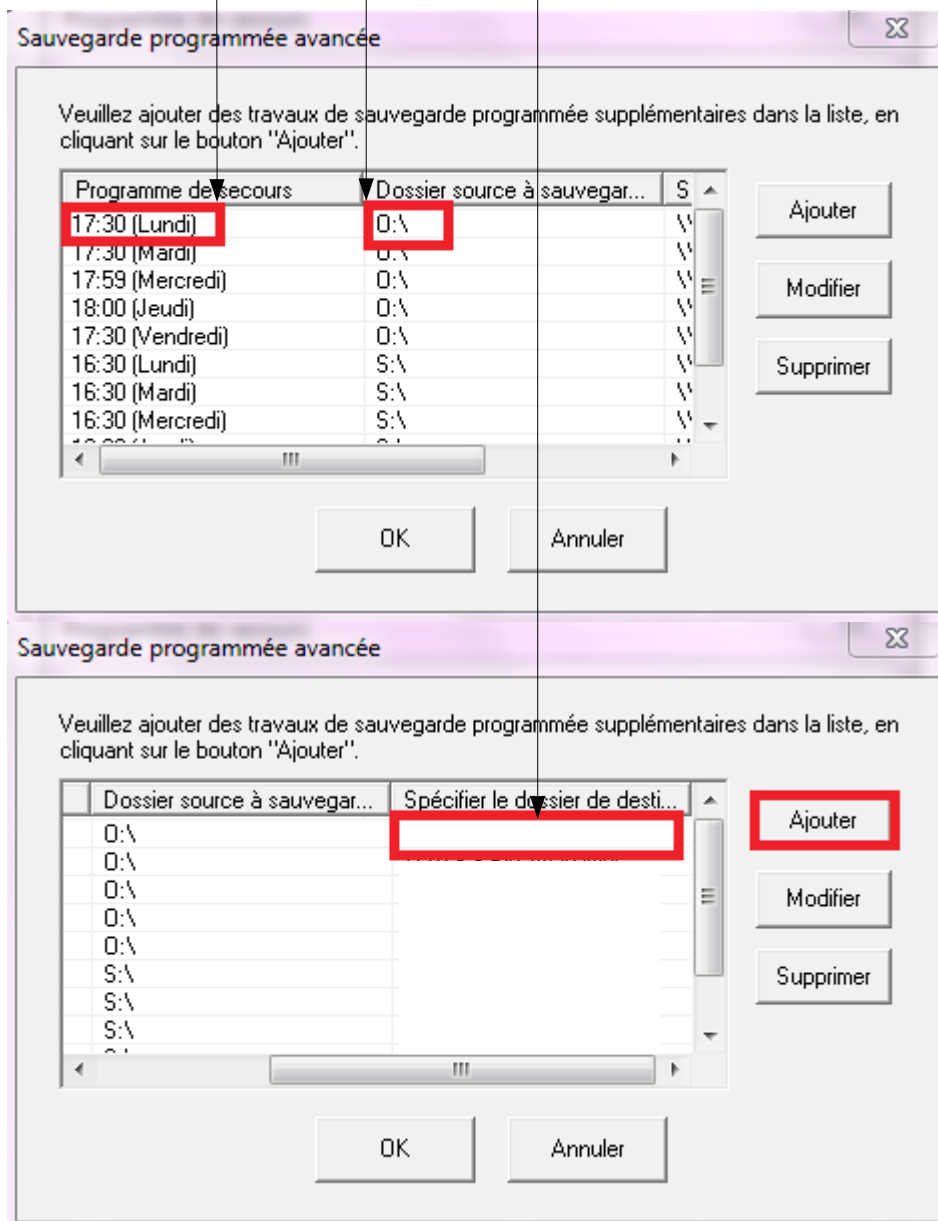 Sauvegarde programmée avancée
Veuillez ajouter des travaux de sauvegarde programmée supplémentaires dans la liste, en
cliquant sur le bouton "Ajouter".
Programme de secours Dossier source à sauvegar... S
17:30 (Lundi) O:\ \
17:30 (Mardi) O:\ \
17:59 (Mercredi) O:\ \
18:00 (Jeudi) O:\ \
17:30 (Vendredi) O:\ \
16:30 (Lundi) S:\ \
16:30 (Mardi) S:\ \
16:30 (Mercredi) S:\ \
Ajouter
Modifier
Supprimer
OK Annuler
Sauvegarde programmée avancée
Veuillez ajouter des travaux de sauvegarde programmée supplémentaires dans la liste, en
cliquant sur le bouton "Ajouter".
Dossier source à sauvegar... Spécifier le dossier de desti...
O:\
O:\
O:\
O:\
O:\
S:\
S:\
S:\
Ajouter
Modifier
Supprimer
OK Annuler